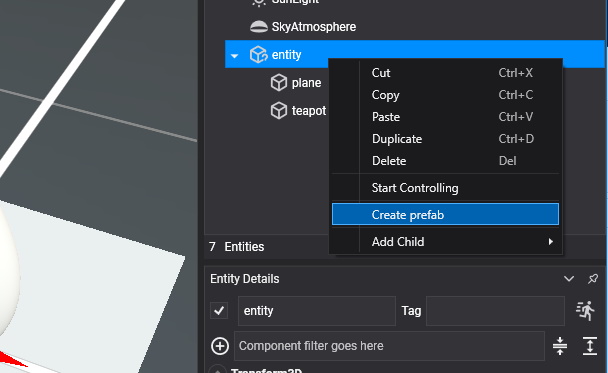 SunLight
SkyAtmosphere
entity
plane
teapot
Cut Ctrl+X
Copy Ctrl+C
Paste Ctrl+V
Duplicate Ctrl+D
Delete Del
Start Controlling
Create prefab
Add Child
7 Entities
Entity Details
entity Tag
Component filter goes here
Transform3D